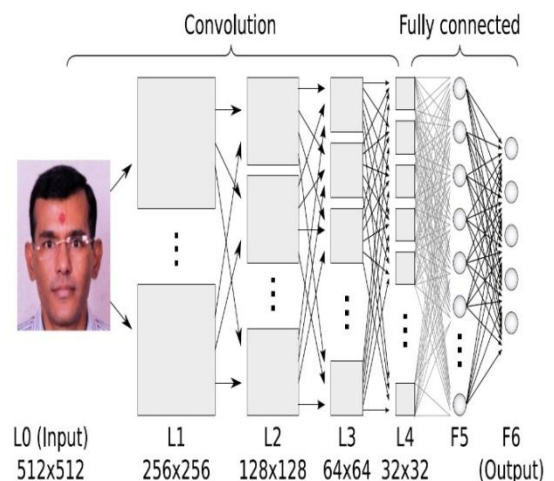 Convolution Fully connected
L0 (Input) L1 L2 L3 L4 F5 F6
512x512 256x256 128x128 64x64 32x32 (Output)